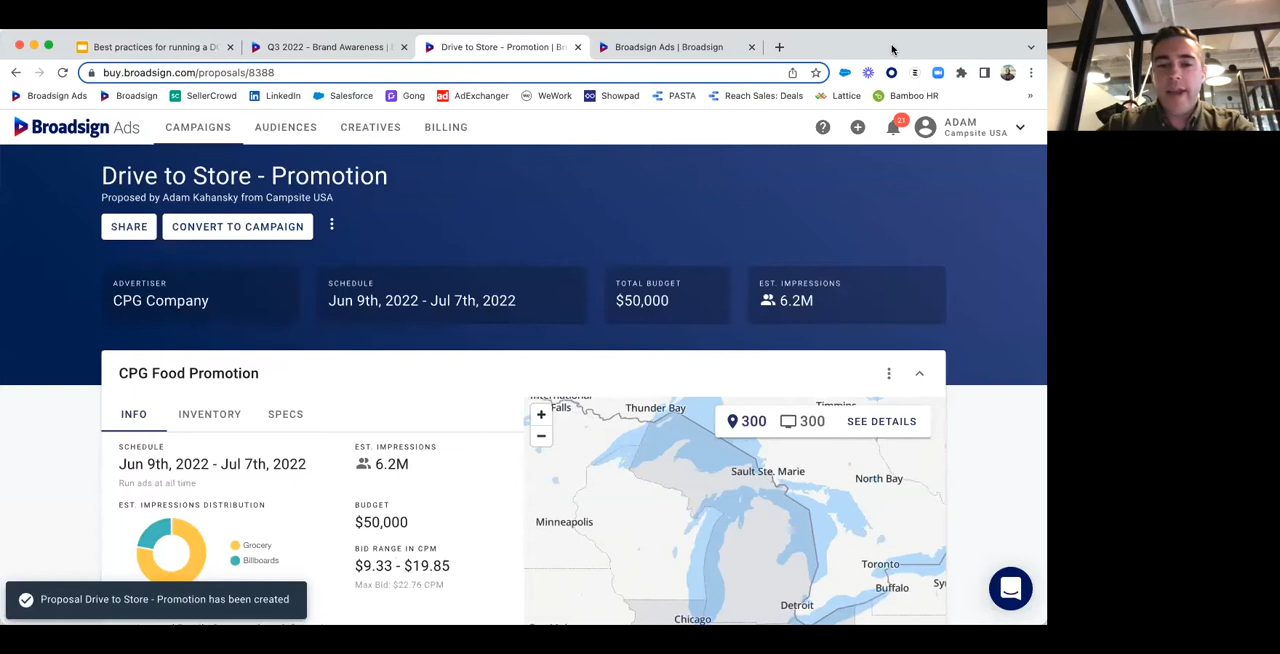 Best practices for running a D
Q3 2022 - Brand Awareness |
Drive to Store - Promotion | Br
Broadsign Ads | Broadsign
buy.broadsign.com/proposals/8388
Broadsign Ads
Broadsign
SellerCrowd
LinkedIn
Salesforce
Gong
AdExchanger
WeWork
Showpad
PASTA
Reach Sales: Deals
Lattice
Bamboo HR
»
Broadsign Ads
CAMPAIGNS
AUDIENCES
CREATIVES
BILLING
21
ADAM
Campsite USA
Drive to Store - Promotion
Proposed by Adam Kahansky from Campsite USA
SHARE
CONVERT TO CAMPAIGN
ADVERTISER
CPG Company
SCHEDULE
Jun 9th, 2022 - Jul 7th, 2022
TOTAL BUDGET
$50,000
EST. IMPRESSIONS
6.2M
CPG Food Promotion
INFO
INVENTORY
SPECS
SCHEDULE
Jun 9th, 2022 - Jul 7th, 2022
Run ads at all time
EST. IMPRESSIONS
6.2M
EST. IMPRESSIONS DISTRIBUTION
Grocery
Billboards
BUDGET
$50,000
BID RANGE IN CPM
$9.33 - $19.85
Max Bid: $22.76 CPM
300
300
SEE DETAILS
+
−
Falls
Thunder Bay
Timmins
Sault Ste. Marie
North Bay
Minneapolis
Toronto
Buffalo
Sy
Detroit
Chicago
Proposal Drive to Store - Promotion has been created